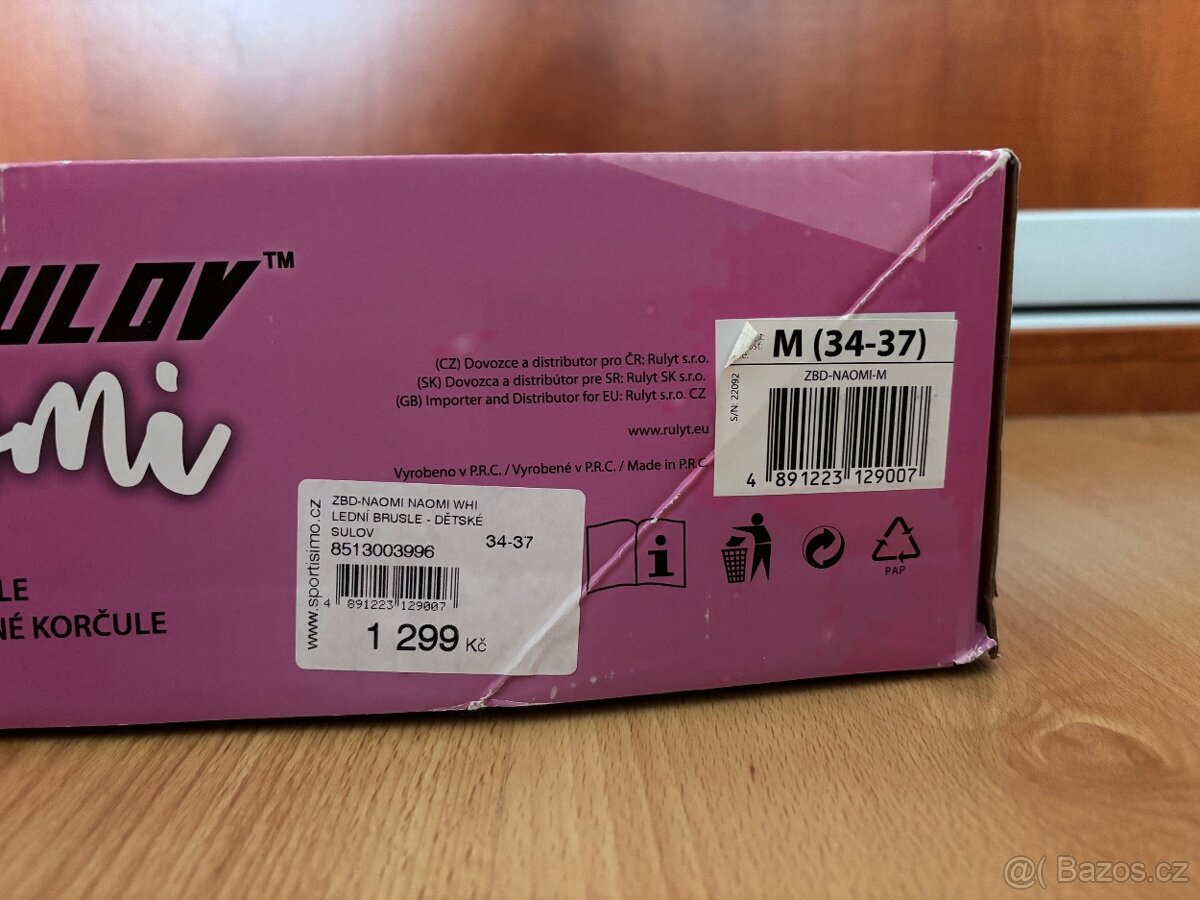 ULOV™
mi
LE
NÉ KORČULE
(CZ) Dovozce a distributor pro ČR: Rulyt s.r.o.
(SK) Dovozca a distribútor pre SR: Rulyt SK s.r.o.
(GB) Importer and Distributor for EU: Rulyt s.r.o. CZ
www.rulyt.eu
Vyrobeno v P.R.C. / Vyrobené v P.R.C. / Made in P.R.C.
M (34-37)
ZBD-NAOMI-M
S/N: 22092
4 891223 129007
www.sportisimo.cz
ZBD-NAOMI NAOMI WHI
LEDNÍ BRUSLE - DĚTSKÉ
SULOV
34-37
8513003996
4 891223 129007
1 299 Kč
PAP
@( Bazos.cz